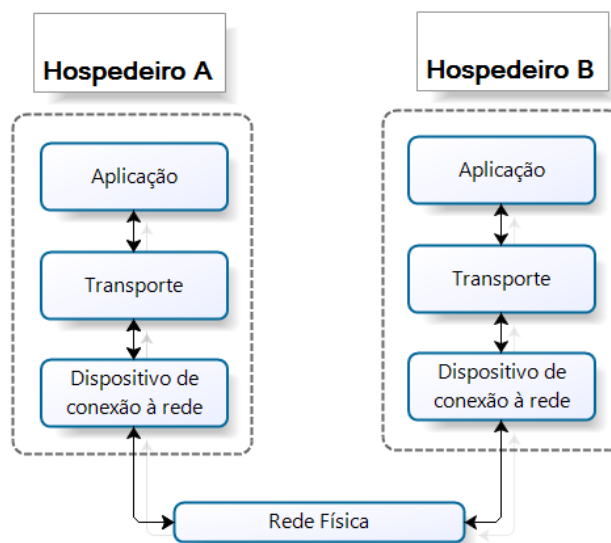 Hospedeiro A
Hospedeiro B
Aplicação
Transporte
Dispositivo de
conexão à rede
Aplicação
Transporte
Dispositivo de
conexão à rede
Rede Física